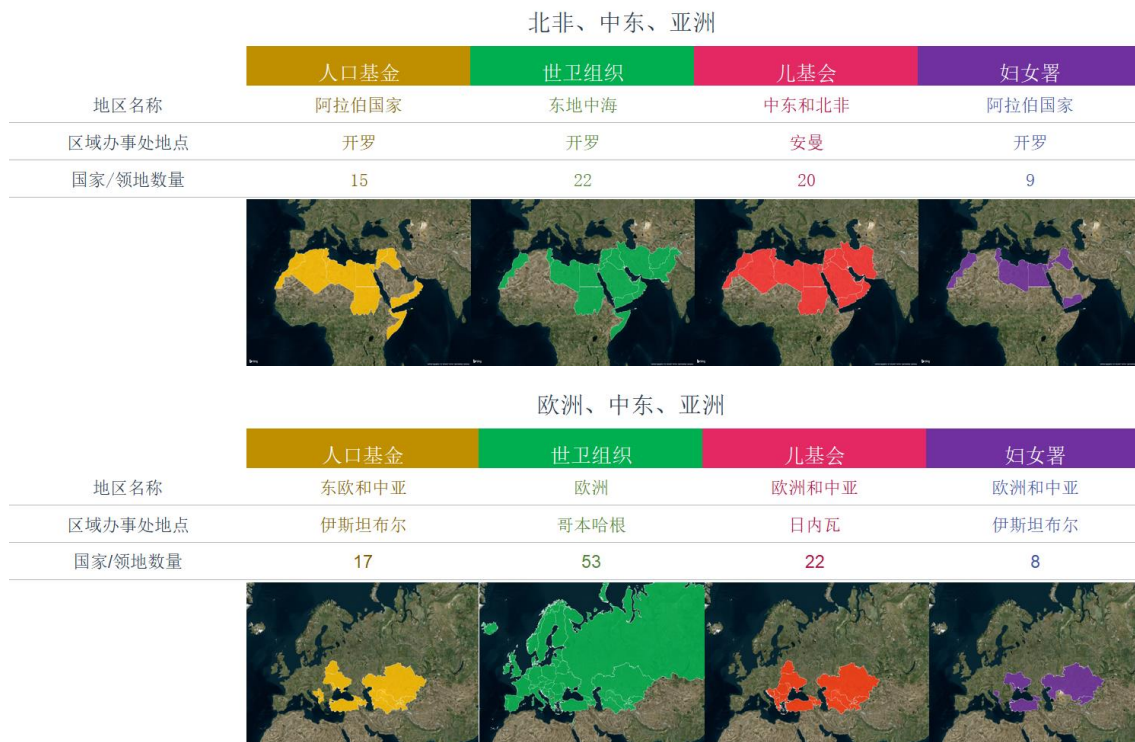 北非、中东、亚洲
人口基金 世卫组织 儿基会 妇女署
地区名称 阿拉伯国家 东地中海 中东和北非 阿拉伯国家
区域办事处地点 开罗 开罗 安曼 开罗
国家/领地数量 15 22 20 9
欧洲、中东、亚洲
人口基金 世卫组织 儿基会 妇女署
地区名称 东欧和中亚 欧洲 欧洲和中亚 欧洲和中亚
区域办事处地点 伊斯坦布尔 哥本哈根 日内瓦 伊斯坦布尔
国家/领地数量 17 53 22 8